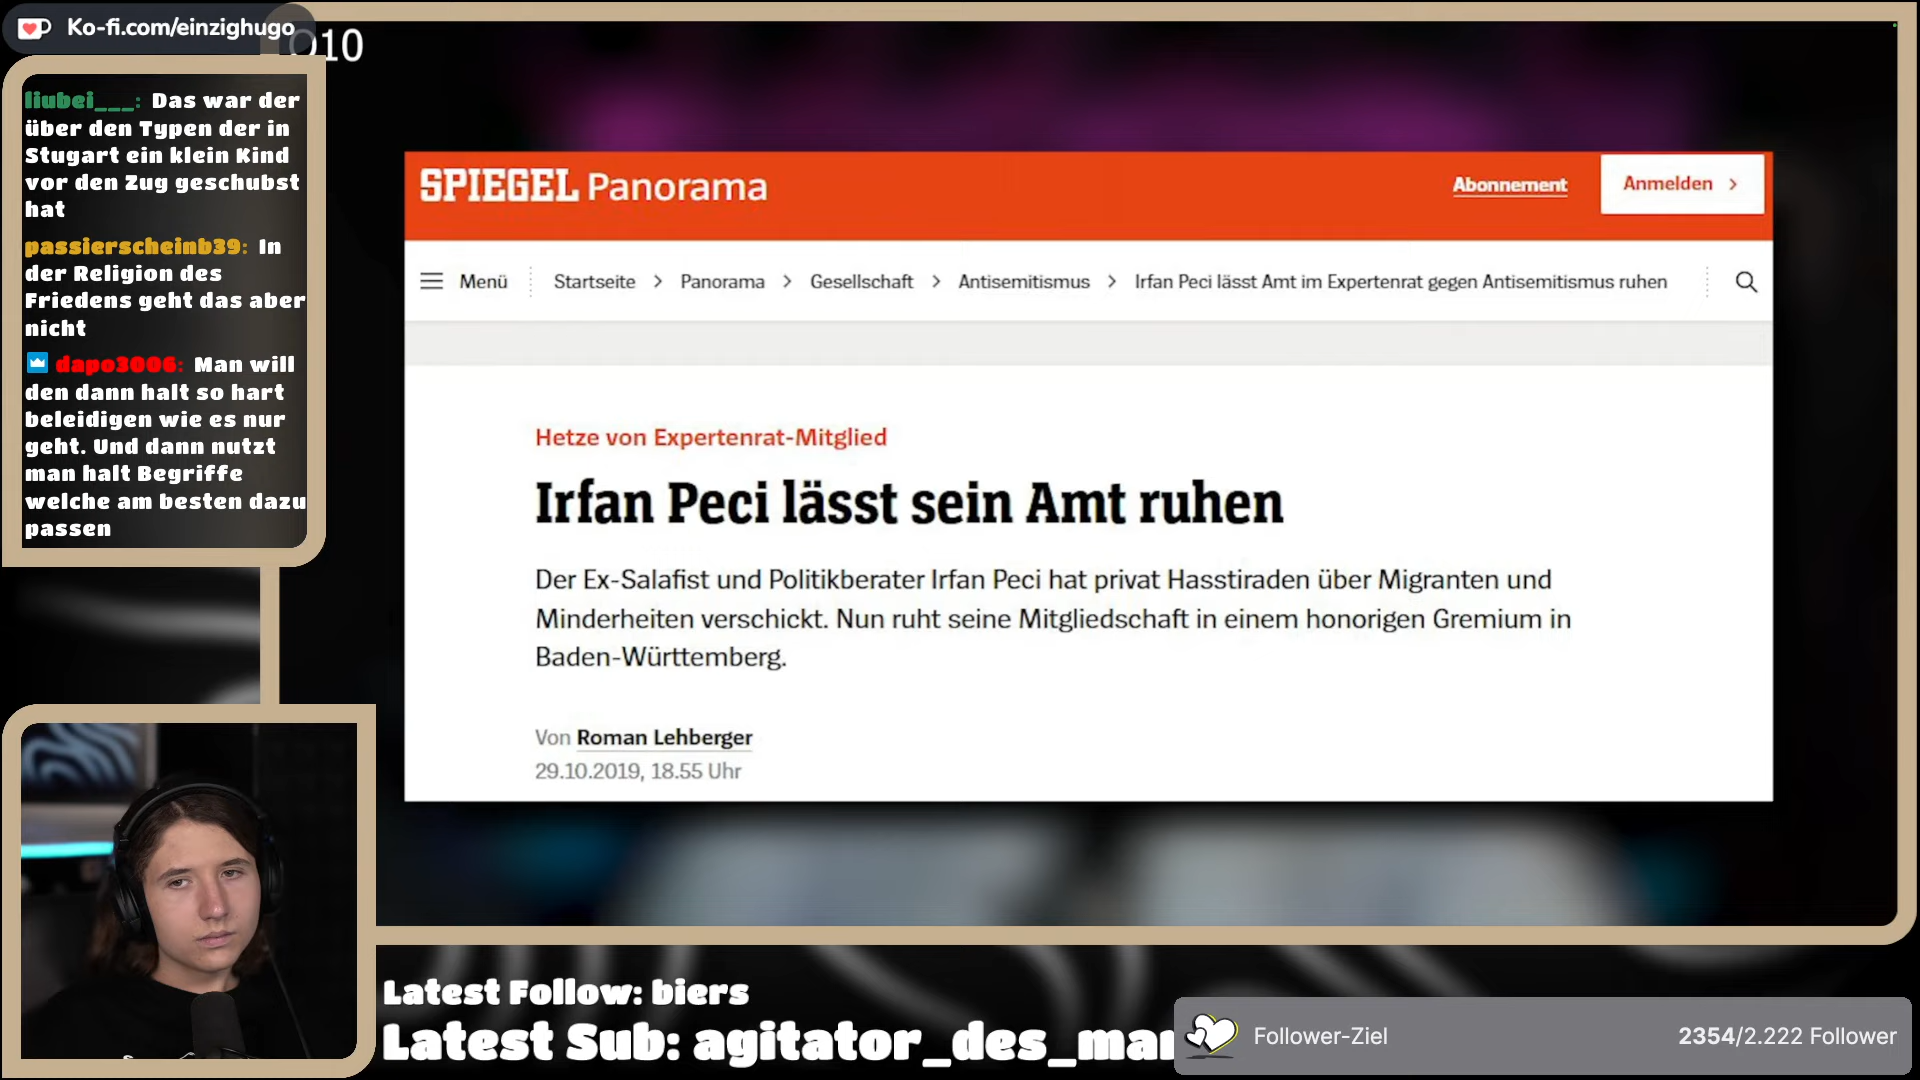 Ko-fi.com/einzighugo
010
liubei___: Das war der
über den Typen der in
Stugart ein klein Kind
vor den Zug geschubst
hat
passierscheinb39: In
der Religion des
Friedens geht das aber
nicht
dapo3006: Man will
den dann halt so hart
beleidigen wie es nur
geht. Und dann nutzt
man halt Begriffe
welche am besten dazu
passen
SPIEGEL Panorama
Abonnement
Anmelden
Menü
Startseite > Panorama > Gesellschaft > Antisemitismus > Irfan Peci lässt Amt im Expertenrat gegen Antisemitismus ruhen
Hetze von Expertenrat-Mitglied
Irfan Peci lässt sein Amt ruhen
Der Ex-Salafist und Politikberater Irfan Peci hat privat Hasstiraden über Migranten und
Minderheiten verschickt. Nun ruht seine Mitgliedschaft in einem honorigen Gremium in
Baden-Württemberg.
Von Roman Lehberger
29.10.2019, 18.55 Uhr
Latest Follow: biers
Latest Sub: agitator_des_mar
Follower-Ziel
2354/2.222 Follower